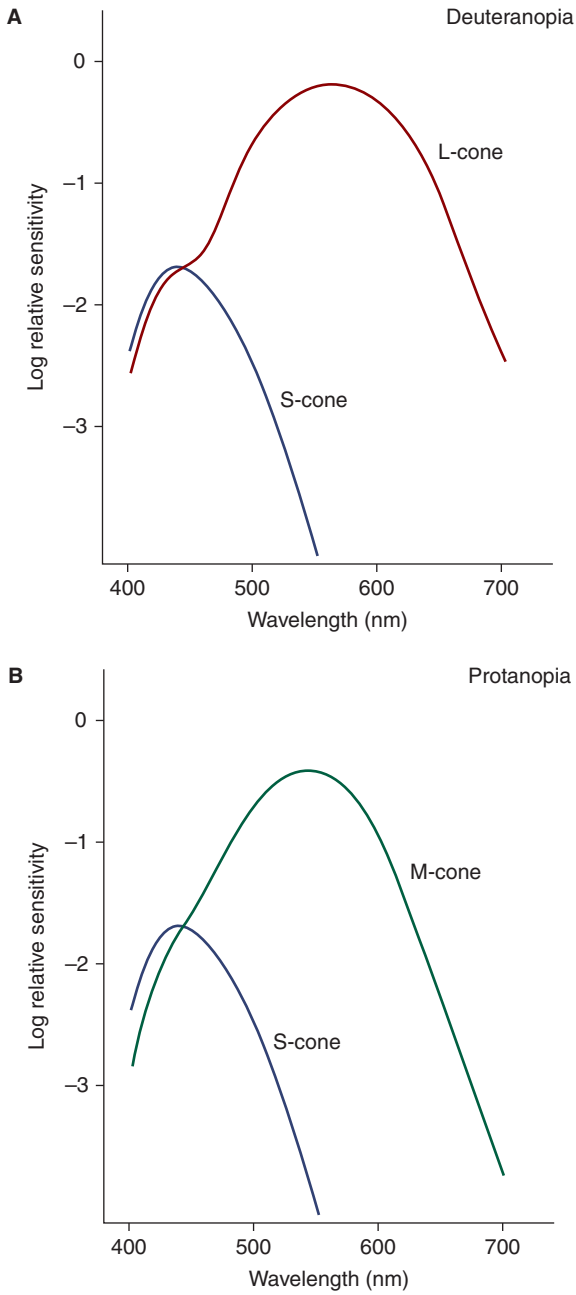 A
Deuteranopia
0
L-cone
–1
Log relative sensitivity
–2
S-cone
–3
400
500
600
700
Wavelength (nm)
B
Protanopia
0
–1
M-cone
Log relative sensitivity
–2
S-cone
–3
400
500
600
700
Wavelength (nm)